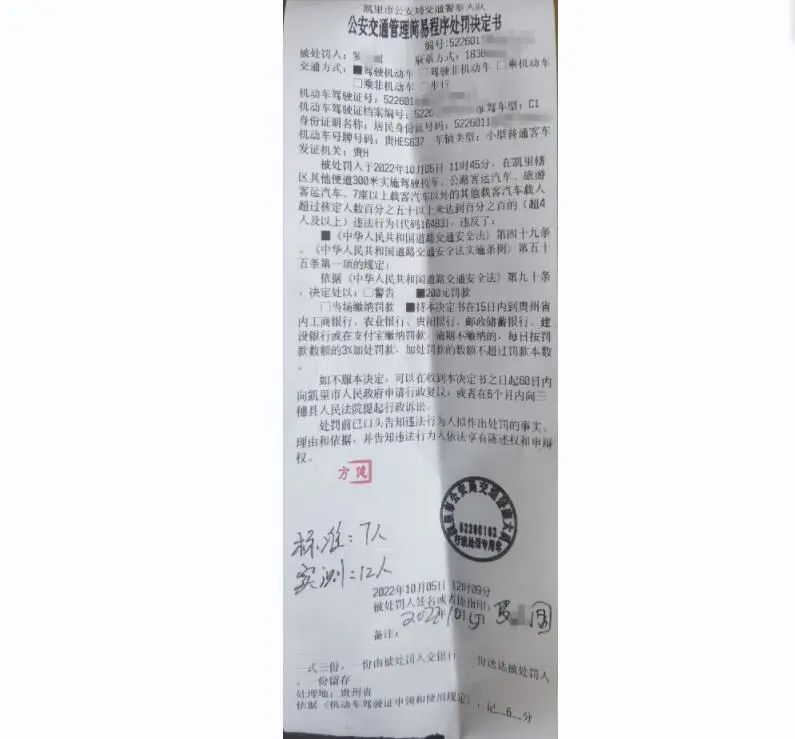 凯里市公安局交通警察大队
公安交通管理简易程序处罚决定书
编号:522601
被处罚人: 联系方式: 1838
交通方式: ■驾驶机动车 □驾驶非机动车 □乘机动车
□乘非机动车 □步行
机动车驾驶证号: 522601
机动车驾驶证档案编号: 5226 准驾车型: C1
身份证明名称: 居民身份证号码: 5226011
机动车号牌号码: 贵HES637 车辆类型: 小型普通客车
发证机关: 贵H
被处罚人于2022年10月05日 11时45分, 在凯里辖
区其他便道300米实施驾驶校车、公路客运汽车、旅游
客运汽车、7座以上载客汽车以外的其他载客汽车载人
超过核定人数百分之五十以上未达到百分之百的 (超4
人及以上) 违法行为(代码16483), 违反了:
■《中华人民共和国道路交通安全法》第四十九条
、《中华人民共和国道路交通安全法实施条例》第五十
五条第一项的规定;
依据《中华人民共和国道路交通安全法》第九十条
, 决定处以: □警告 ■200元罚款
□当场缴纳罚款 ■持本决定书在15日内到贵州省
内工商银行、农业银行、贵阳银行、邮政储蓄银行、建
设银行或在支付宝缴纳罚款。逾期不缴纳的, 每日按罚
款数额的3%加处罚款, 加处罚款的数额不超过罚款本数
。
如不服本决定, 可以在收到本决定书之日起60日内
向凯里市人民政府申请行政复议; 或者在6个月内向三
穗县人民法院提起行政诉讼。
处罚前已口头告知违法行为人拟作出处罚的事实、
理由和依据, 并告知违法行为人依法享有陈述权和申辩
权。
方健
52260102
行政处罚专用章
标准: 7人
实测: 12人
2022年10月05日 12时09分
被处罚人签名或者捺指印:
备注:
一式三份, 一份由被处罚人交银行, 一份送达被处罚人
, 一份留存
处理地: 贵州省
依据《机动车驾驶证申领和使用规定》, 记__6__分